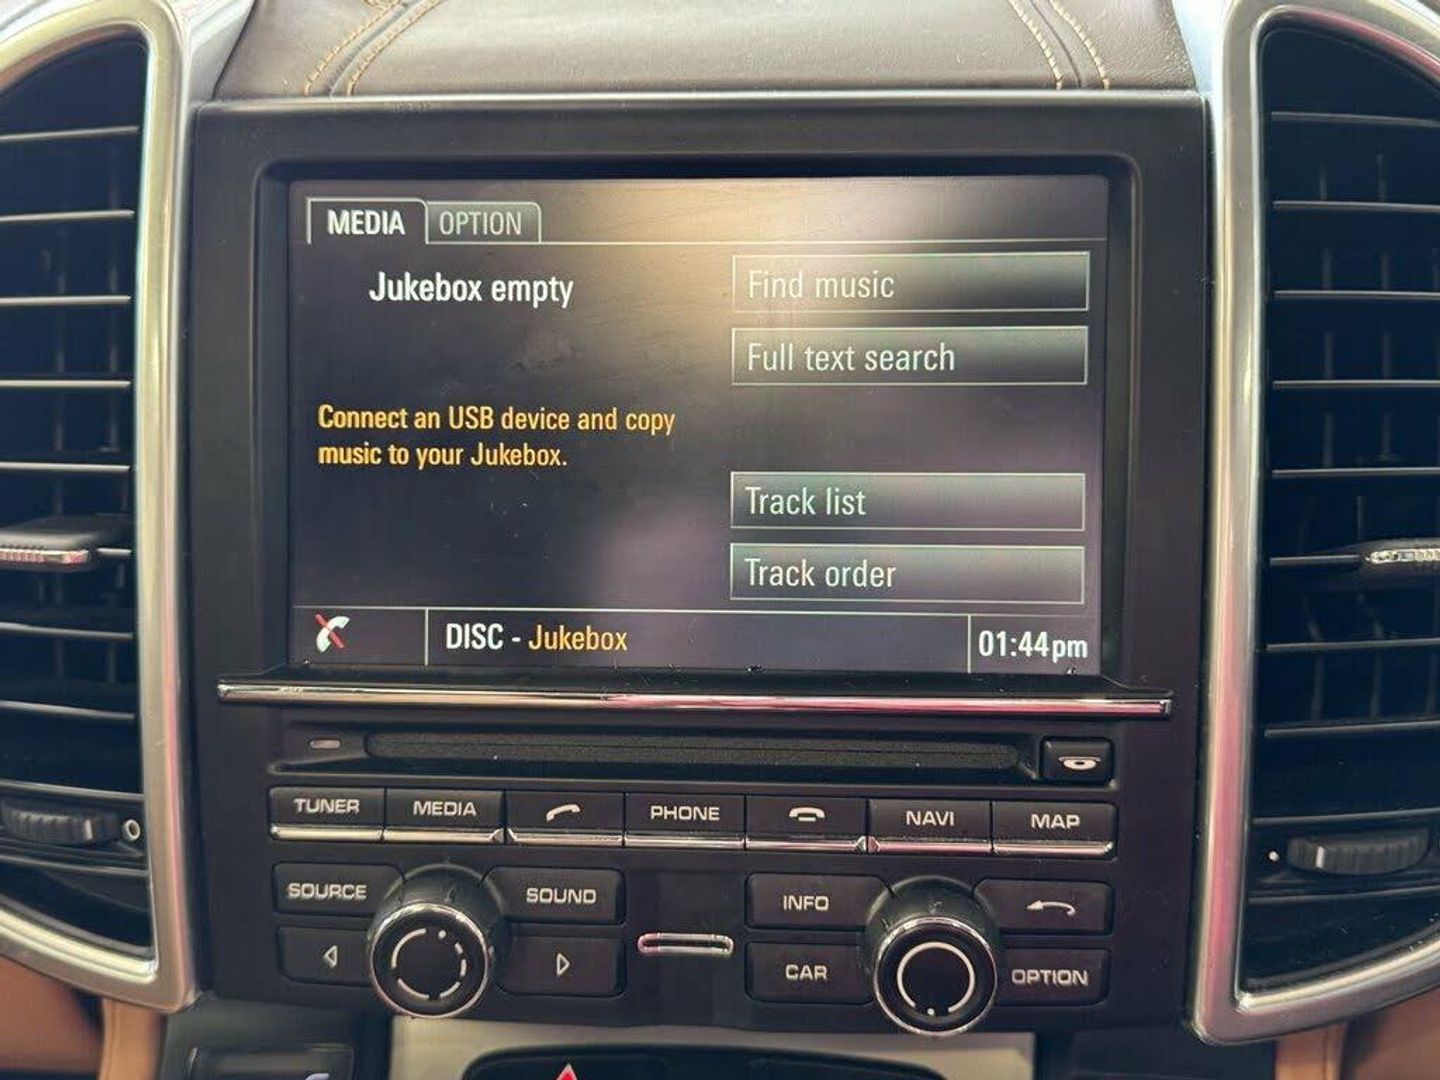 MEDIA OPTION
Jukebox empty
Find music
Full text search
Connect an USB device and copy
music to your Jukebox.
Track list
Track order
DISC - Jukebox 01:44pm
TUNER MEDIA PHONE NAVI MAP
SOURCE SOUND INFO
CAR OPTION